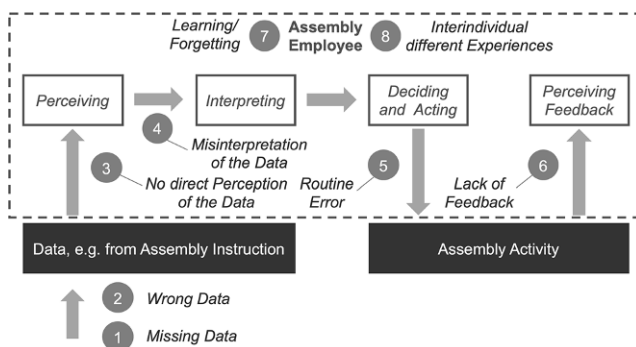 Learning/
Forgetting
7
Assembly
Employee
8
Interindividual
different Experiences
Perceiving
Interpreting
Deciding
and Acting
Perceiving
Feedback
4
Misinterpretation
of the Data
3
No direct Perception
of the Data
Routine
Error
5
Lack of
Feedback
6
Data, e.g. from Assembly Instruction
Assembly Activity
2
Wrong Data
1
Missing Data